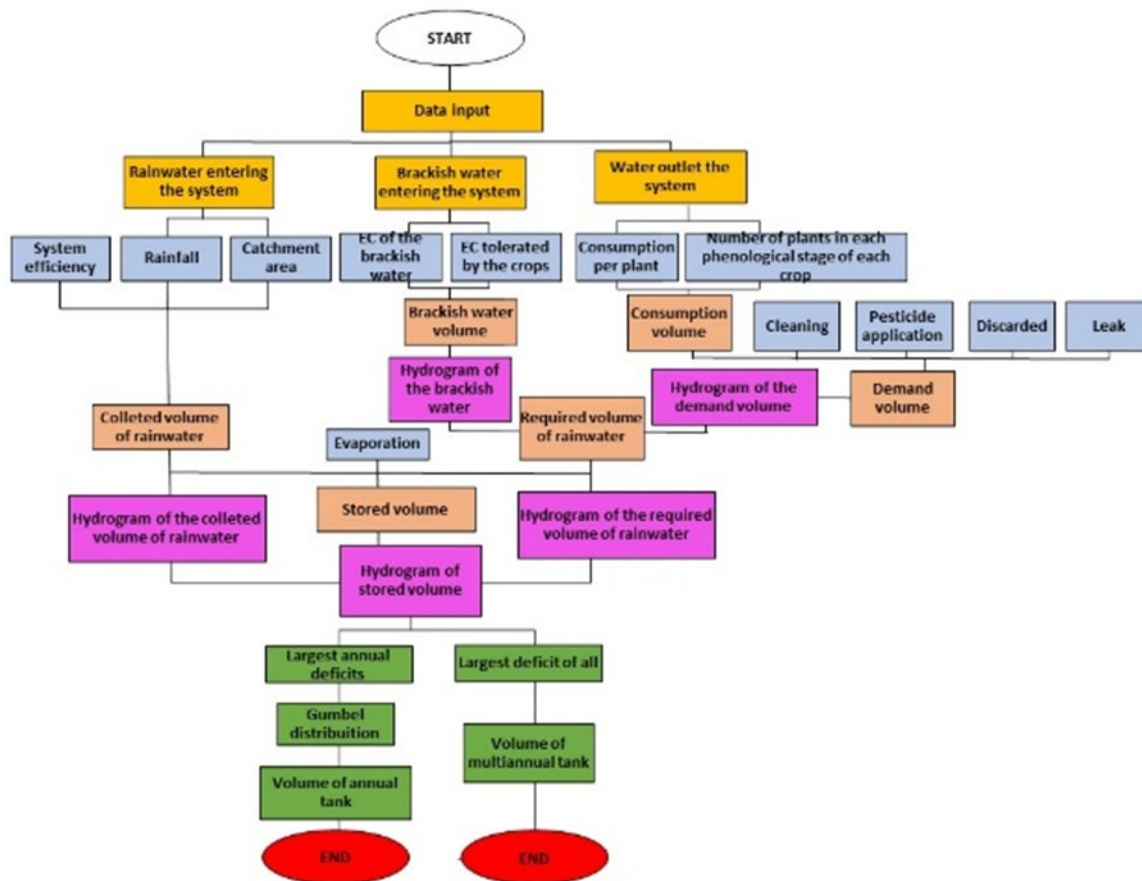 START
Data input
Rainwater entering
the system
Brackish water
entering the system
Water outlet the
system
System
efficiency
Rainfall
Catchment
area
EC of the
brackish
water
EC tolerated
by the crops
Consumption
per plant
Number of plants in each
phenological stage of each
crop
Brackish water
volume
Consumption
volume
Cleaning
Pesticide
application
Discarded
Leak
Hydrogram of
the brackish
water
Hydrogram of the
demand volume
Demand
volume
Colleted volume
of rainwater
Required volume
of rainwater
Evaporation
Hydrogram of the colleted
volume of rainwater
Stored volume
Hydrogram of the required
volume of rainwater
Hydrogram of
stored volume
Largest annual
deficits
Largest deficit of all
Gumbel
distribuition
Volume of
multiannual tank
Volume of annual
tank
END
END